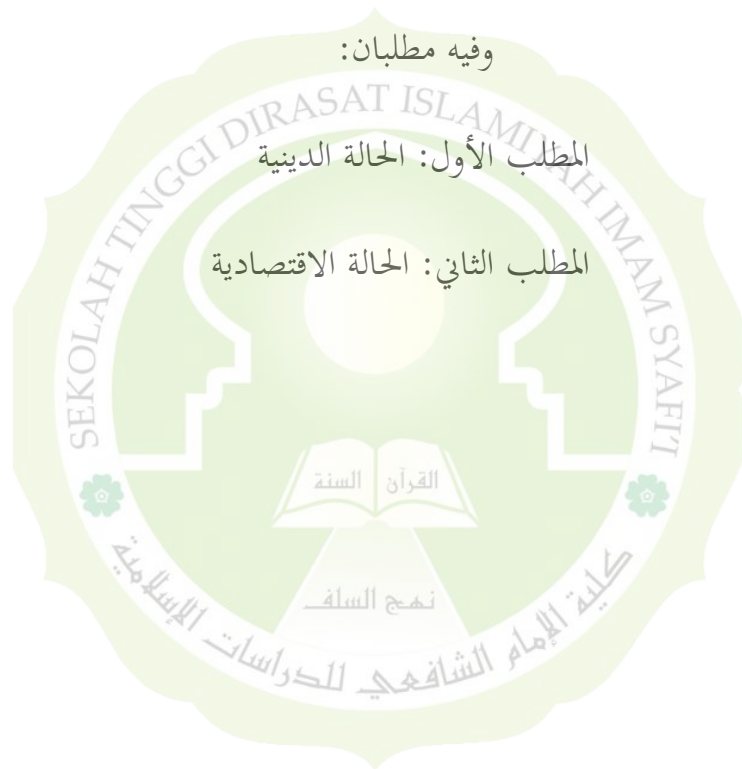 وفيه مطلبان:
المطلب الأول: الحالة الدينية
المطلب الثاني: الحالة الاقتصادية
SEKOLAH TINGGI DIRASAT ISLAMIYAH IMAM SYAFI'I
القرآن السنة
نهج السلف
كلية الإمام الشافعي للدراسات الإسلامية